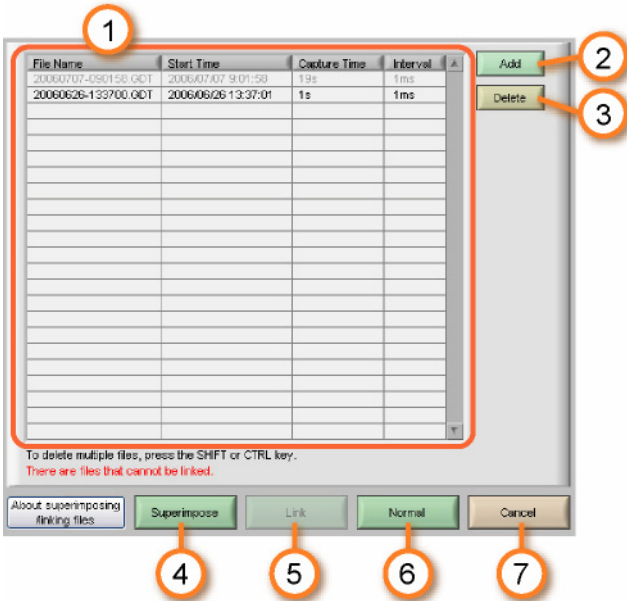 1
File Name Start Time Capture Time Interval
20060707-090158.GDT 2006/07/07 9:01:58 19s 1ms
20060626-133700.GDT 2006/06/26 13:37:01 1s 1ms
Add
2
Delete
3
To delete multiple files, press the SHIFT or CTRL key.
There are files that cannot be linked.
About superimposing
/linking files
Superimpose
Link
Normal
Cancel
4
5
6
7